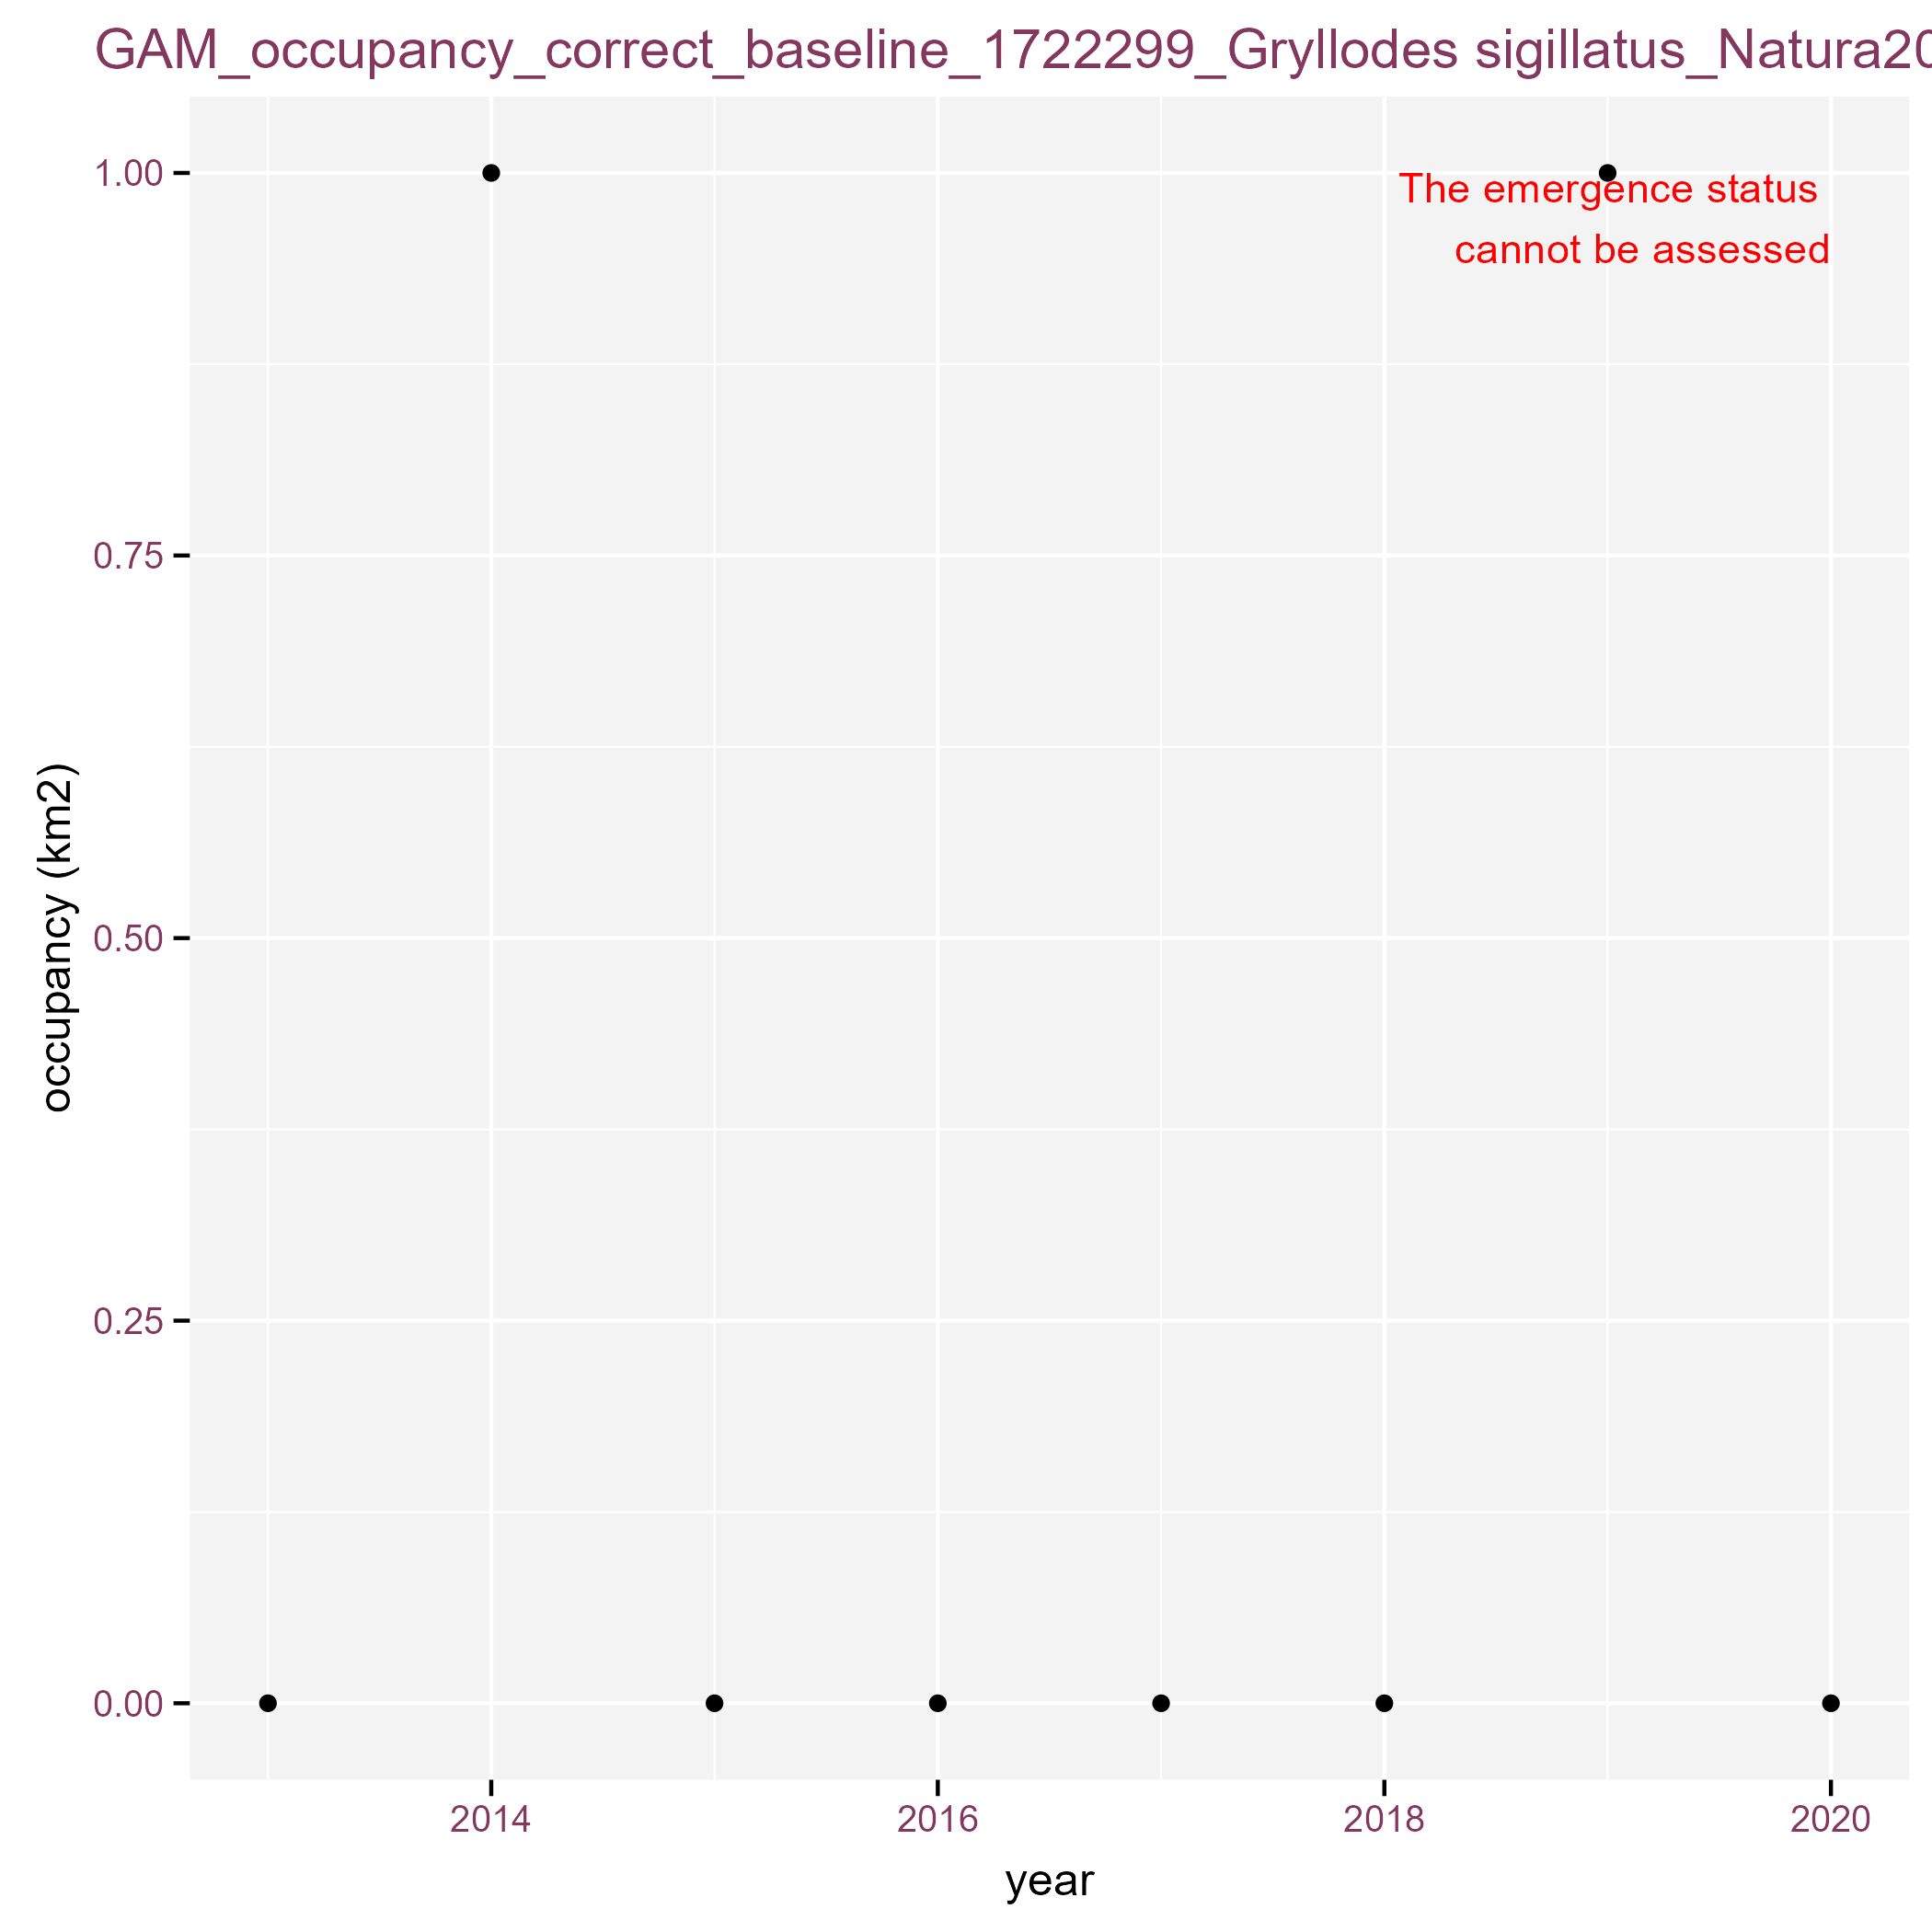 GAM_occupancy_correct_baseline_1722299_Gryllodes sigillatus_Natura20
1.00
The emergence status
cannot be assessed
0.75
occupancy (km2)
0.50
0.25
0.00
2014
2016
2018
2020
year